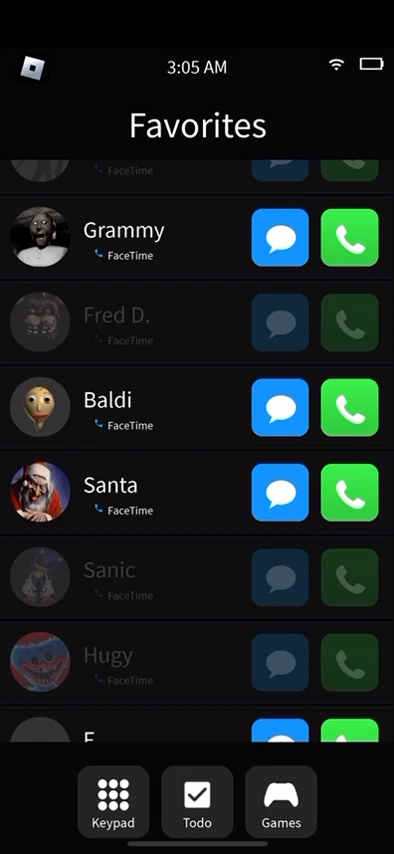 3:05 AM
Favorites
FaceTime
Grammy
FaceTime
Fred D.
FaceTime
Baldi
FaceTime
Santa
FaceTime
Sanic
FaceTime
Hugy
FaceTime
Keypad
Todo
Games